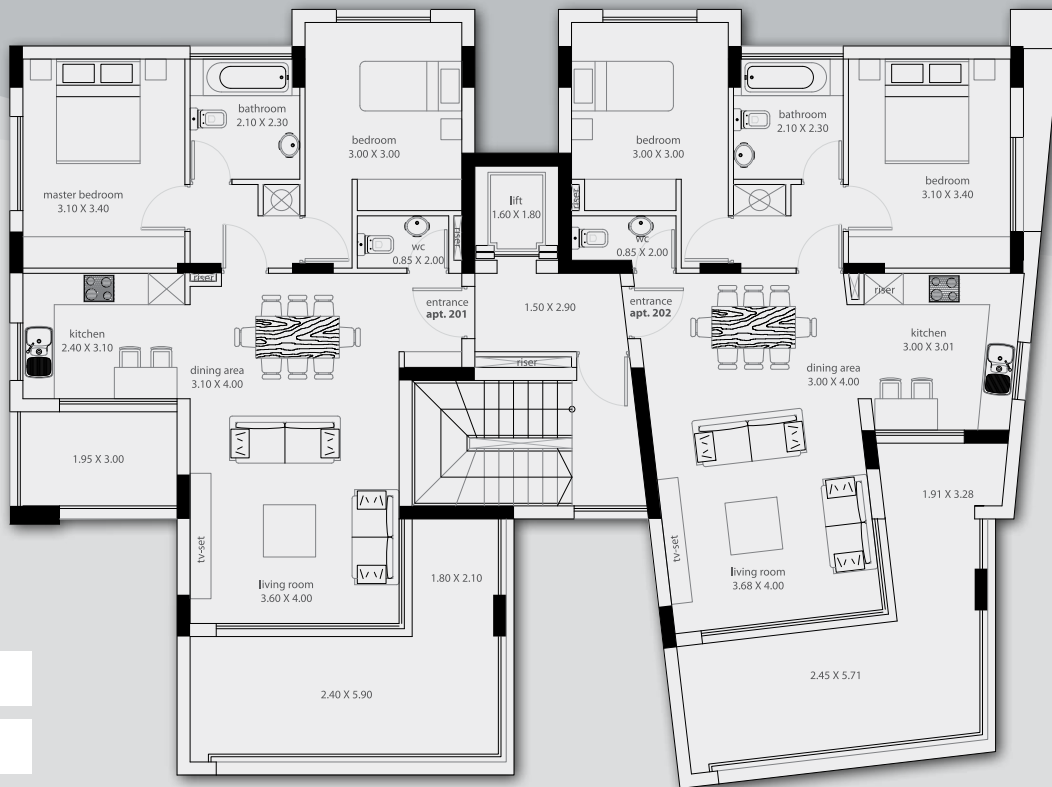 master bedroom
3.10 X 3.40
bathroom
2.10 X 2.30
bedroom
3.00 X 3.00
riser
wc
0.85 X 2.00
riser
lift
1.60 X 1.80
kitchen
2.40 X 3.10
dining area
3.10 X 4.00
entrance
apt. 201
1.50 X 2.90
riser
1.95 X 3.00
tv-set
living room
3.60 X 4.00
1.80 X 2.10
2.40 X 5.90
bedroom
3.00 X 3.00
riser
wc
0.85 X 2.00
bathroom
2.10 X 2.30
bedroom
3.10 X 3.40
entrance
apt. 202
riser
kitchen
3.00 X 3.01
dining area
3.00 X 4.00
1.91 X 3.28
tv-set
living room
3.68 X 4.00
2.45 X 5.71